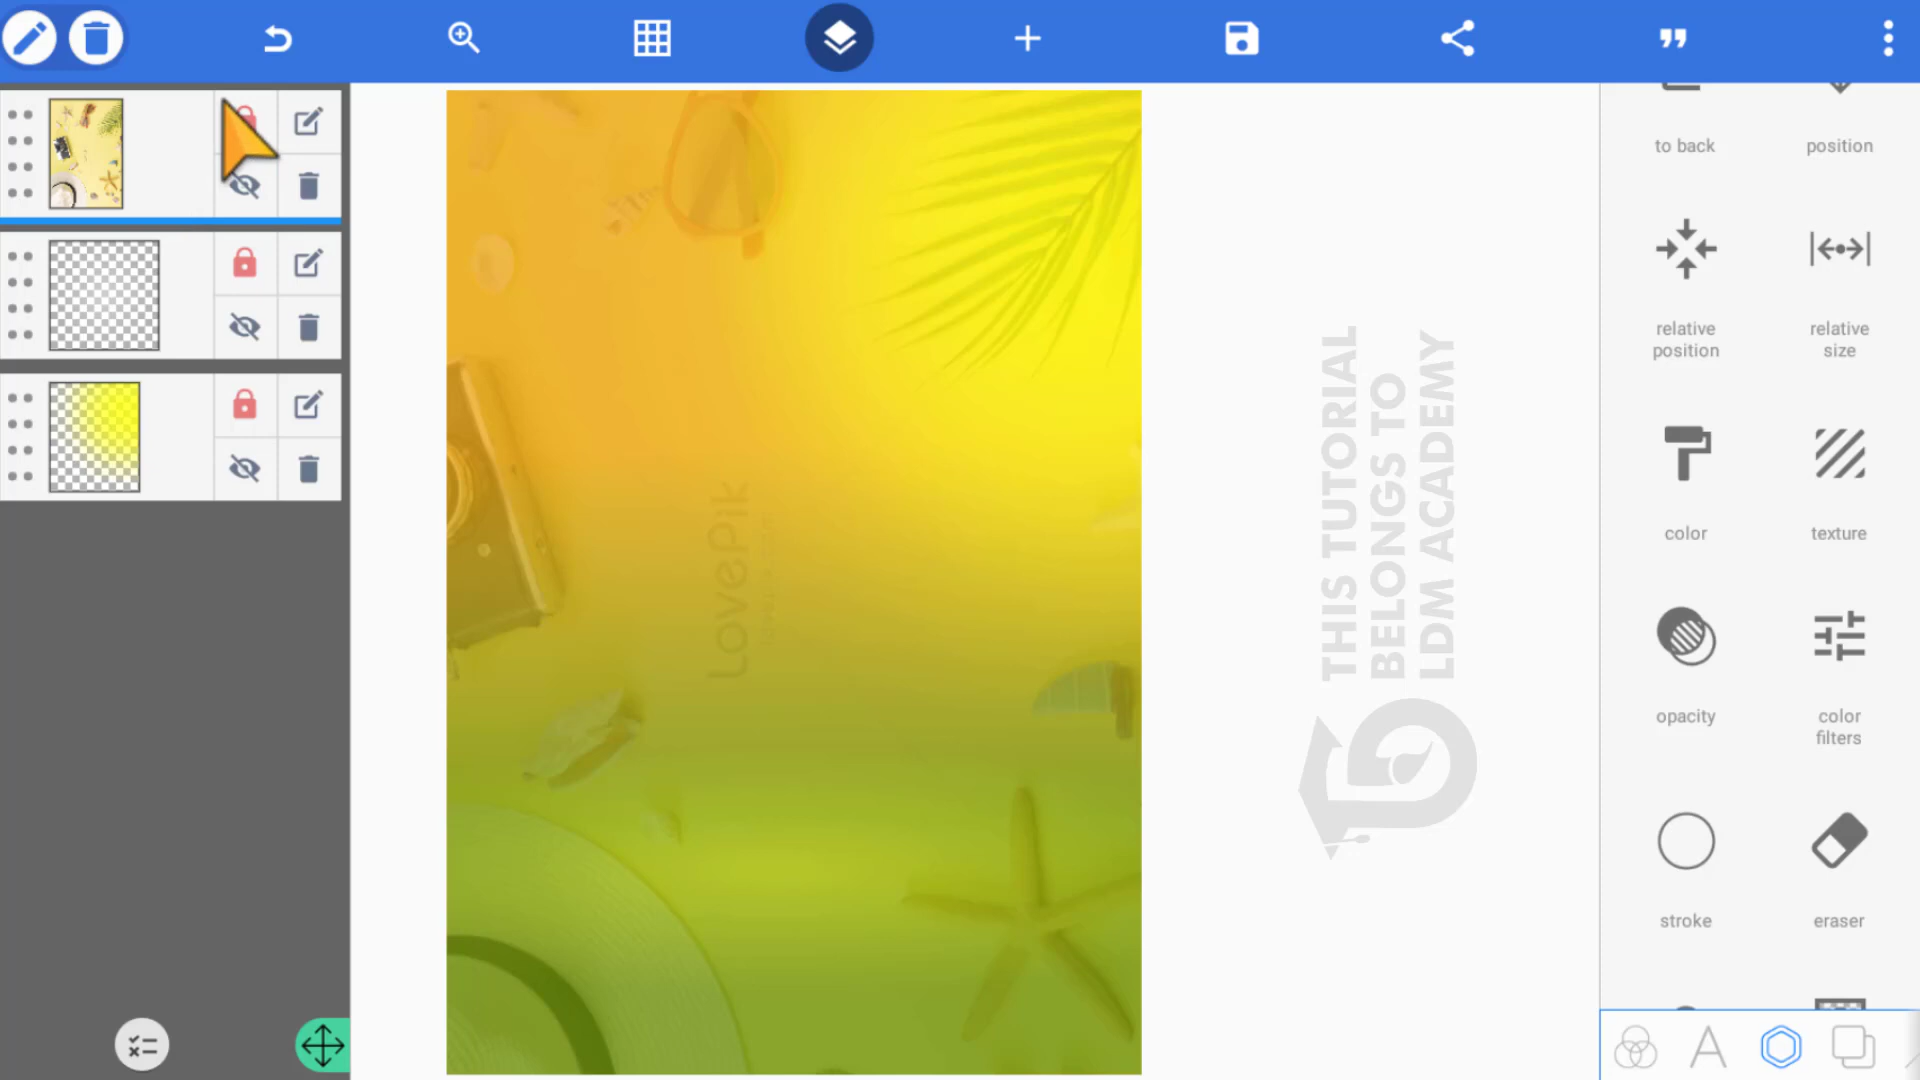 to back
position
relative
position
relative
size
color
texture
opacity
color
filters
stroke
eraser
LovePik
THIS TUTORIAL
BELONGS TO
LDM ACADEMY